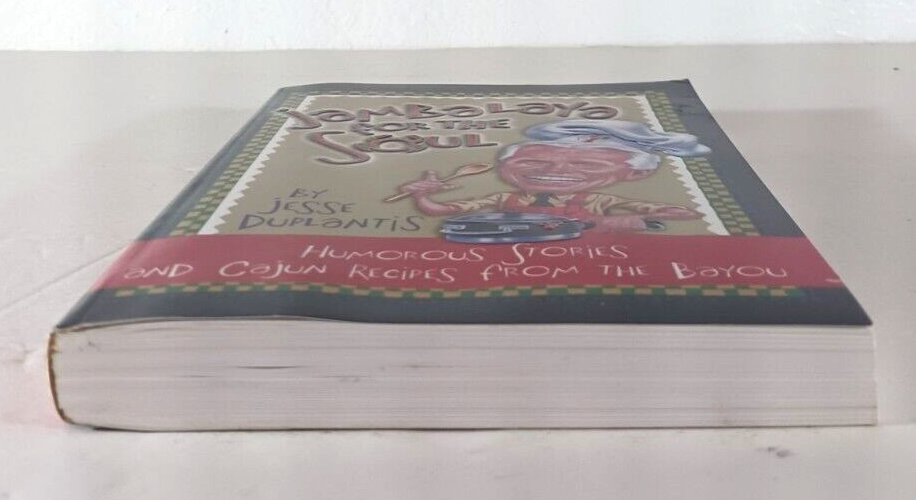 Jambalaya
for the
Soul
by
Jesse
Duplantis
Humorous Stories
and Cajun Recipes from the Bayou